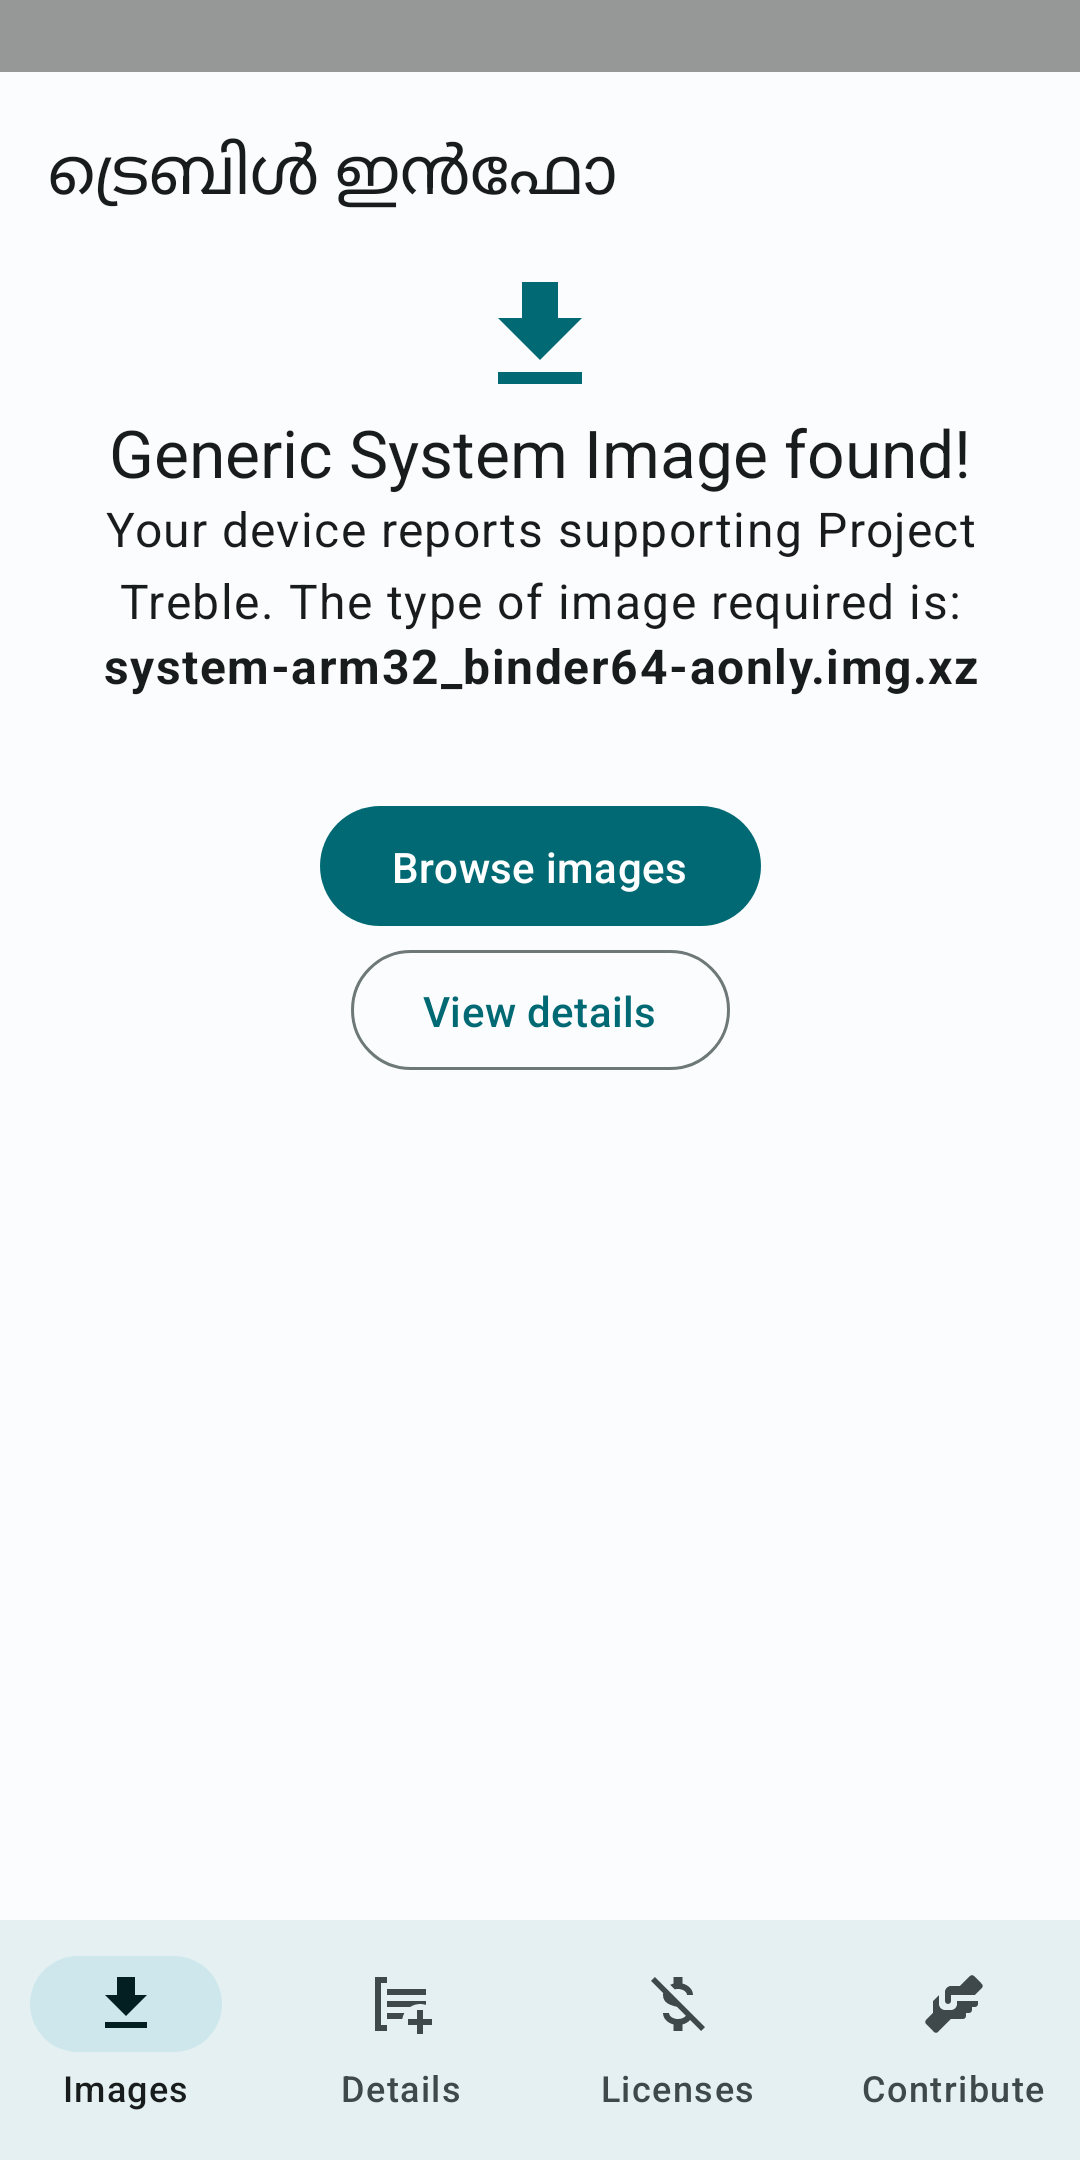 ട്രെബിൾ ഇൻഫോ
Generic System Image found!
Your device reports supporting Project
Treble. The type of image required is:
system-arm32_binder64-aonly.img.xz
Browse images
View details
Images
Details
Licenses
Contribute